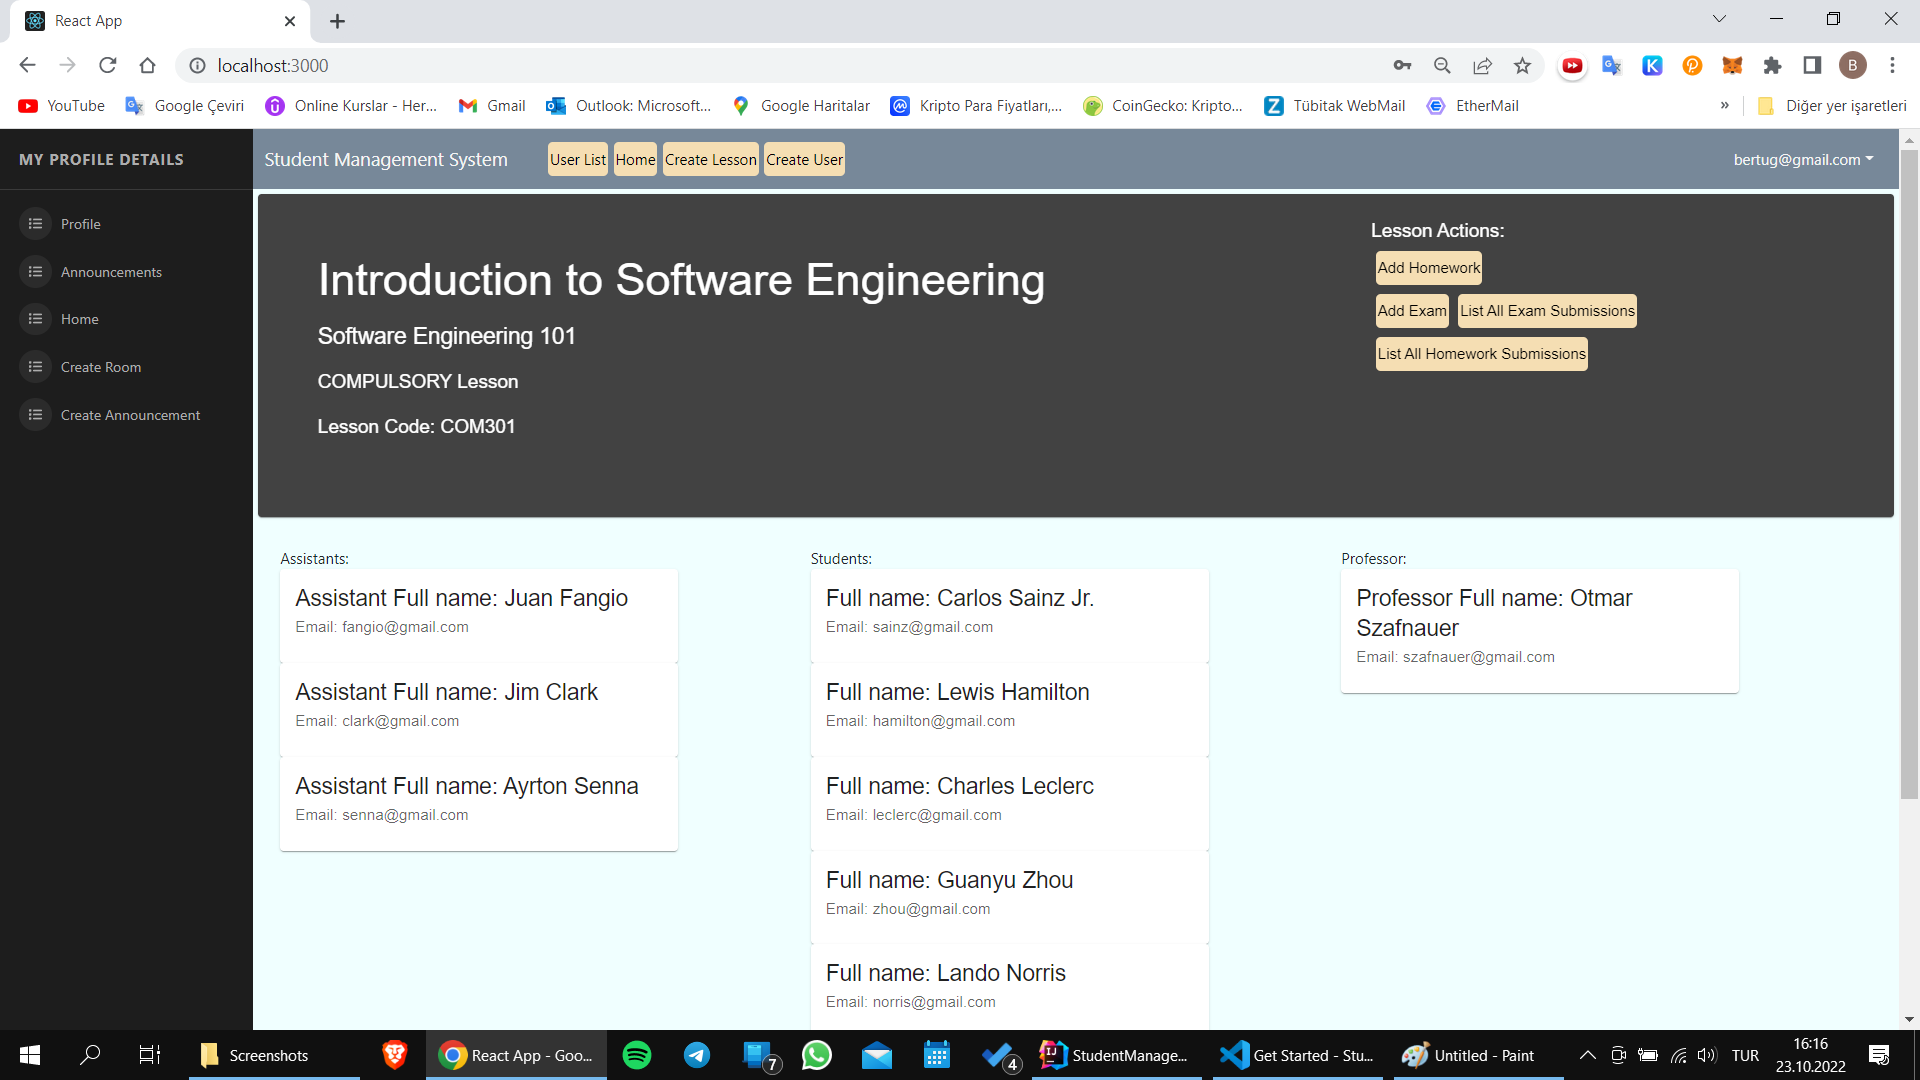 React App
localhost:3000
B
YouTube
Google Çeviri
Online Kurslar - Her...
Gmail
Outlook: Microsoft...
Google Haritalar
Kripto Para Fiyatları,...
CoinGecko: Kripto...
Tübitak WebMail
EtherMail
»
Diğer yer işaretleri
MY PROFILE DETAILS
Profile
Announcements
Home
Create Room
Create Announcement
Student Management System
User List
Home
Create Lesson
Create User
bertug@gmail.com
Introduction to Software Engineering
Software Engineering 101
COMPULSORY Lesson
Lesson Code: COM301
Lesson Actions:
Add Homework
Add Exam
List All Exam Submissions
List All Homework Submissions
Assistants:
Assistant Full name: Juan Fangio
Email: fangio@gmail.com
Assistant Full name: Jim Clark
Email: clark@gmail.com
Assistant Full name: Ayrton Senna
Email: senna@gmail.com
Students:
Full name: Carlos Sainz Jr.
Email: sainz@gmail.com
Full name: Lewis Hamilton
Email: hamilton@gmail.com
Full name: Charles Leclerc
Email: leclerc@gmail.com
Full name: Guanyu Zhou
Email: zhou@gmail.com
Full name: Lando Norris
Email: norris@gmail.com
Professor:
Professor Full name: Otmar
Szafnauer
Email: szafnauer@gmail.com
Screenshots
React App - Goo...
7
4
StudentManage...
Get Started - Stu...
Untitled - Paint
TUR
16:16
23.10.2022